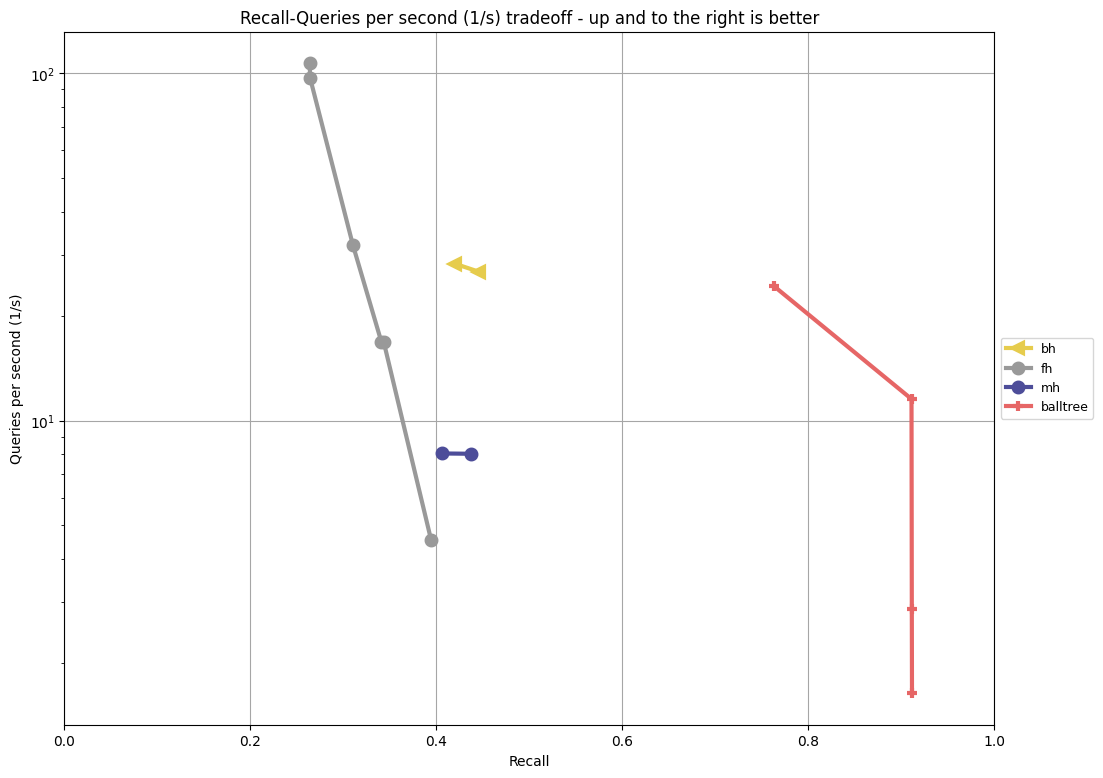 Recall-Queries per second (1/s) tradeoff - up and to the right is better
Queries per second (1/s)
10²
10¹
0.0 0.2 0.4 0.6 0.8 1.0
Recall
bh
fh
mh
balltree